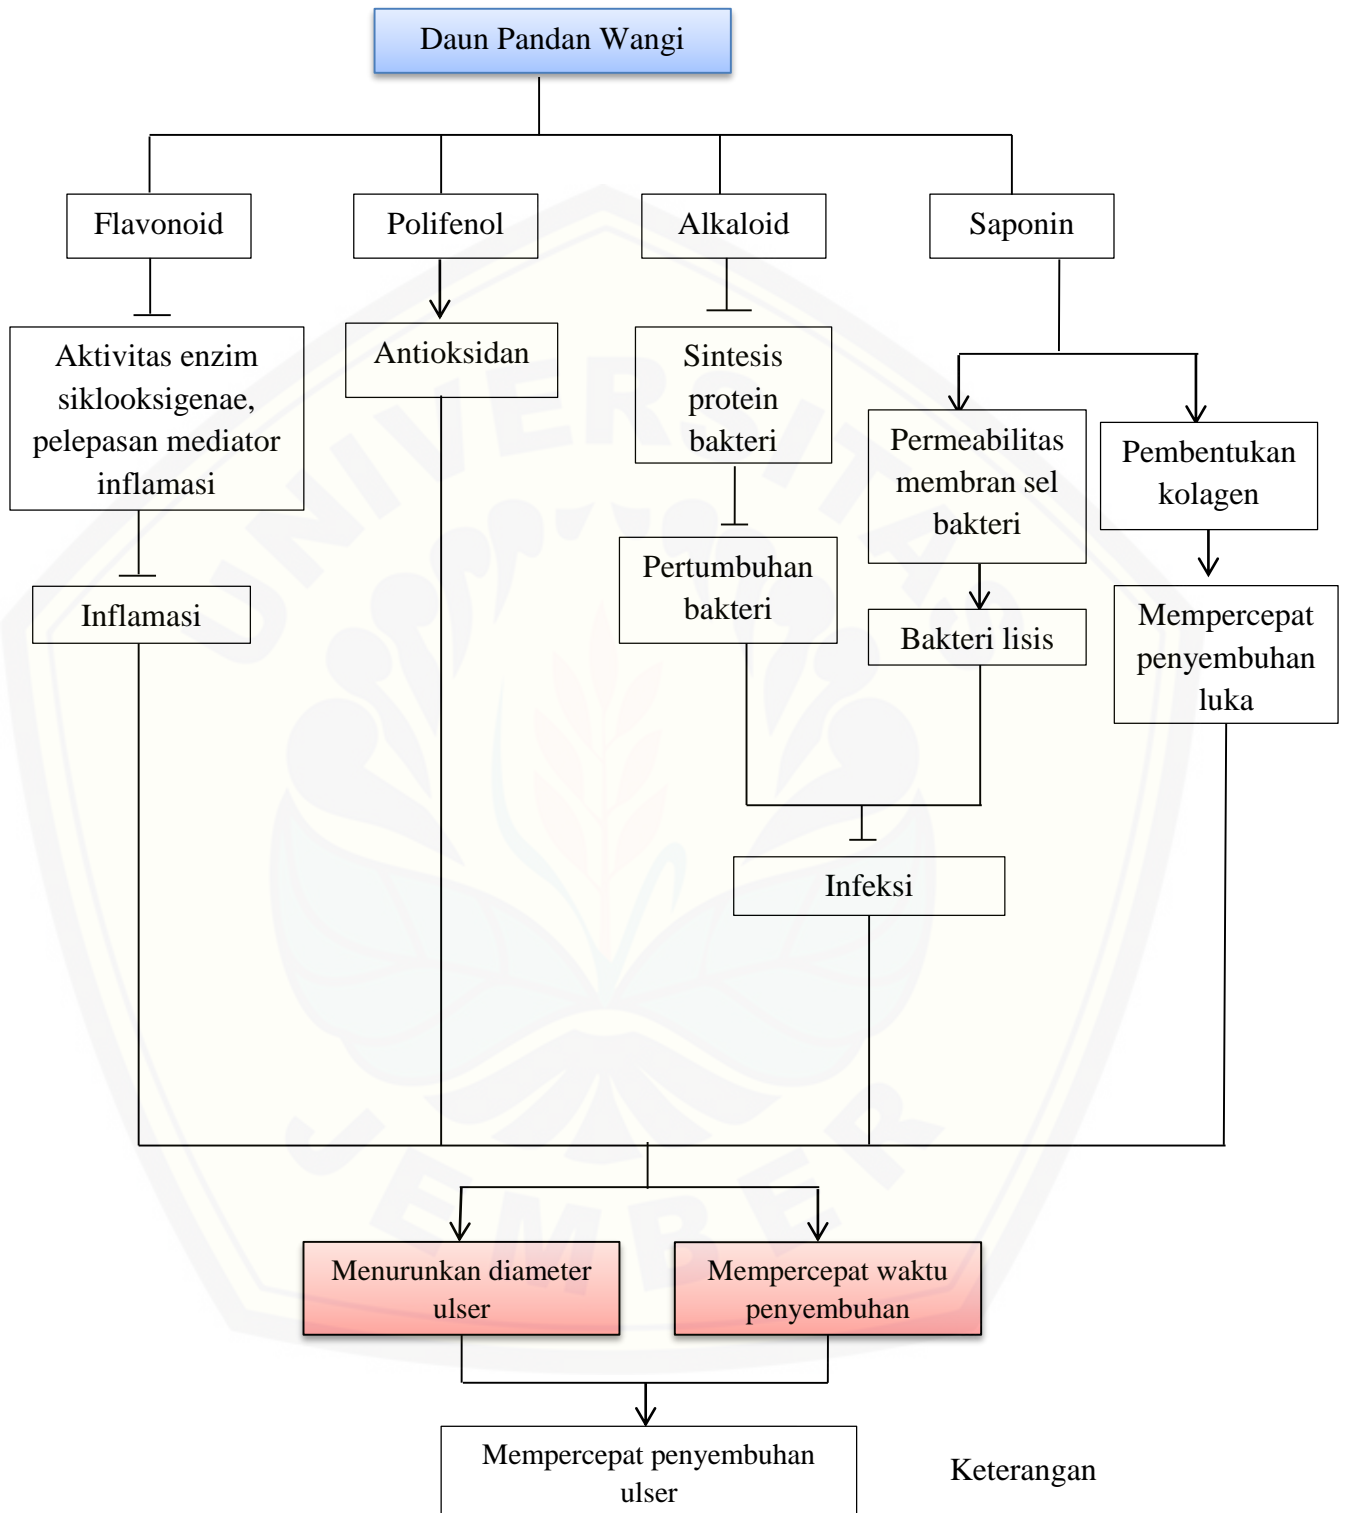 Daun Pandan Wangi
Flavonoid
Polifenol
Alkaloid
Saponin
Aktivitas enzim
siklooksigenae,
pelepasan mediator
inflamasi
Antioksidan
Sintesis
protein
bakteri
Permeabilitas
membran sel
bakteri
Pembentukan
kolagen
Inflamasi
Pertumbuhan
bakteri
Bakteri lisis
Mempercepat
penyembuhan
luka
Infeksi
Menurunkan diameter
ulser
Mempercepat waktu
penyembuhan
Mempercepat penyembuhan
ulser
Keterangan
UNIVERSITAS
JEMBER